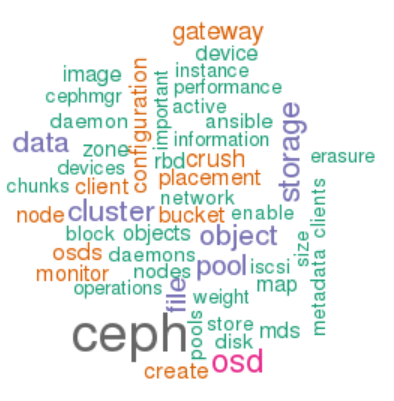 gateway
device
image
instance
cephmgr
configuration
important
performance
active
storage
daemon
ansible
data
zone
information
devices
rbd
crush
erasure
chunks
client
placement
network
clients
node
cluster
bucket
enable
block
objects
object
size
metadata
osds
daemons
monitor
nodes
pool
iscsi
operations
file
map
weight
ceph
pools
store
mds
disk
osd
create